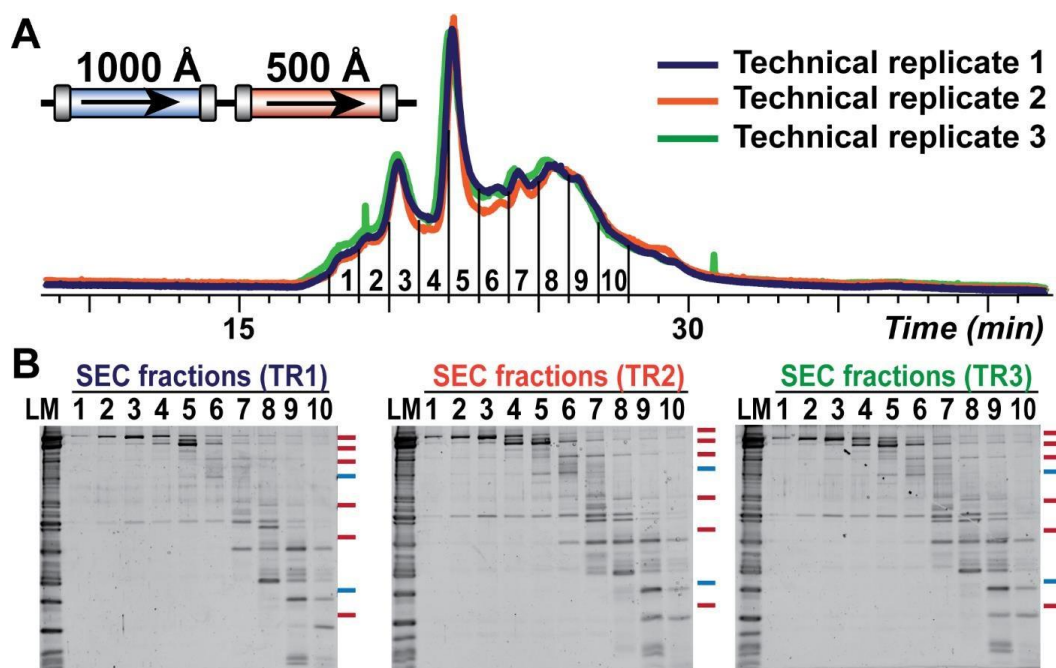 A
1000 Å 500 Å
Technical replicate 1
Technical replicate 2
Technical replicate 3
1 2 3 4 5 6 7 8 9 10
15 30 Time (min)
B
SEC fractions (TR1) SEC fractions (TR2) SEC fractions (TR3)
LM 1 2 3 4 5 6 7 8 9 10 LM 1 2 3 4 5 6 7 8 9 10 LM 1 2 3 4 5 6 7 8 9 10